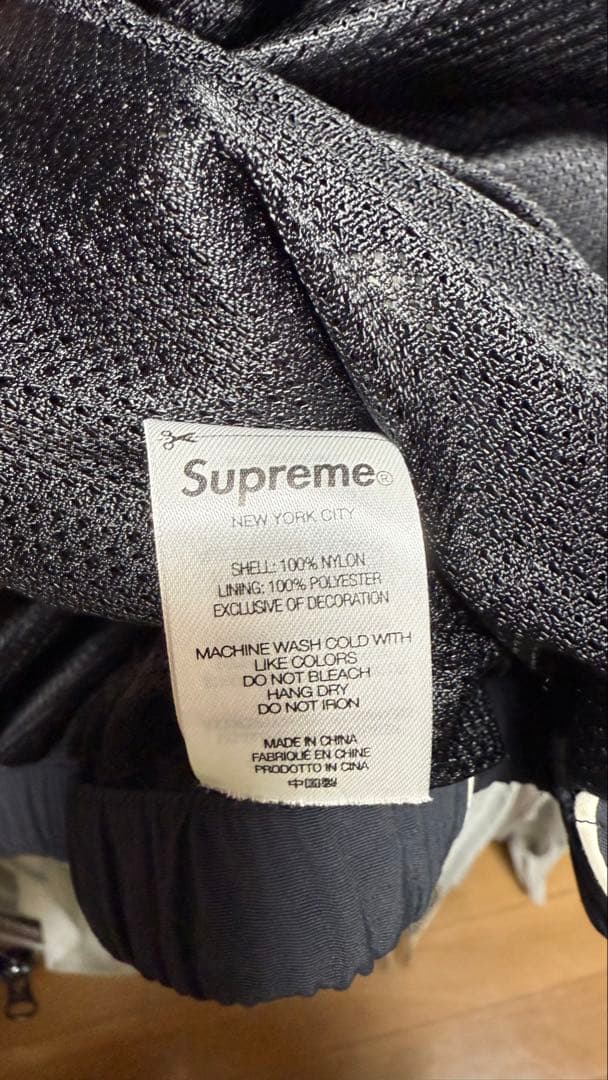 Supreme®
NEW YORK CITY
SHELL: 100% NYLON
LINING: 100% POLYESTER
EXCLUSIVE OF DECORATION
MACHINE WASH COLD WITH
LIKE COLORS
DO NOT BLEACH
HANG DRY
DO NOT IRON
MADE IN CHINA
FABRIQUÉ EN CHINE
PRODOTTO IN CINA
中国製